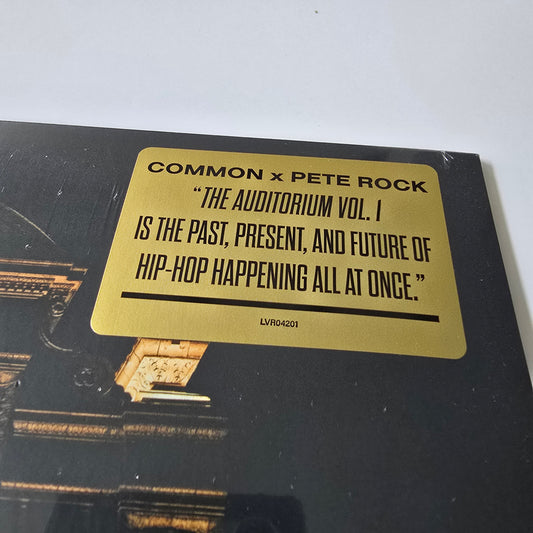 COMMON x PETE ROCK
“THE AUDITORIUM VOL. 1
IS THE PAST, PRESENT, AND FUTURE OF
HIP-HOP HAPPENING ALL AT ONCE.”
LVR04201